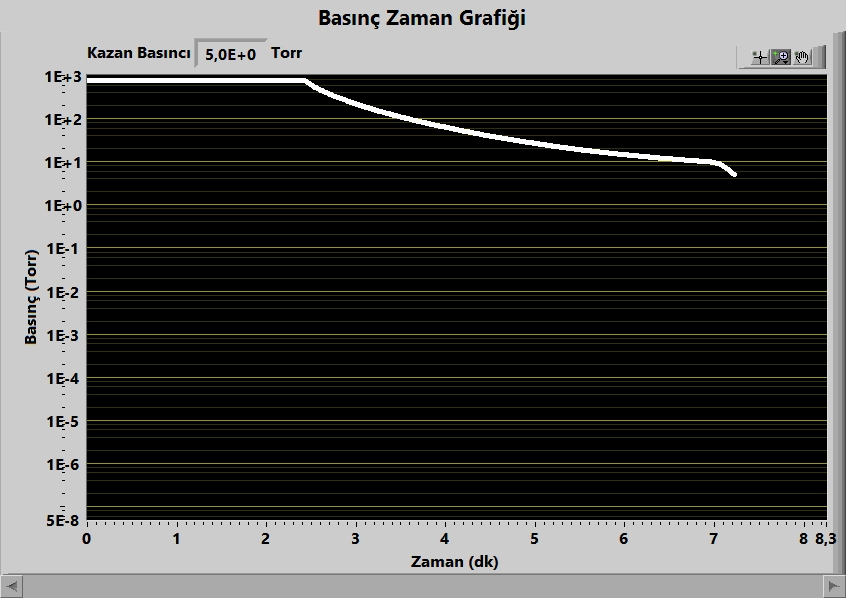 Basınç Zaman Grafiği
Kazan Basıncı 5,0E+0 Torr
1E+3
1E+2
1E+1
1E+0
1E-1
1E-2
1E-3
1E-4
1E-5
1E-6
5E-8
Basınç (Torr)
0 1 2 3 4 5 6 7 8 8,3
Zaman (dk)